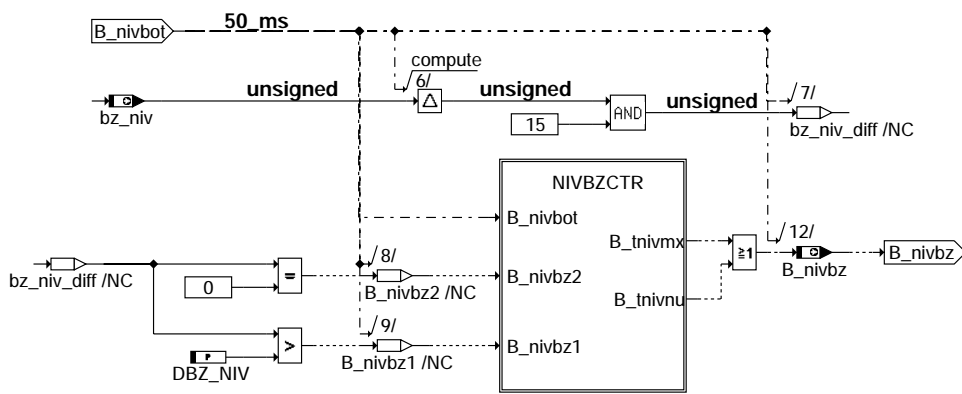 B_nivbot
50_ms
compute
6/
bz_niv
unsigned
unsigned
unsigned
7/
15
AND
bz_niv_diff /NC
NIVBZCTR
B_nivbot
B_tnivmx
12/
≥1
B_nivbz
B_nivbz
bz_niv_diff /NC
0
=
8/
B_nivbz2 /NC
B_nivbz2
B_tnivnu
>
9/
P
DBZ_NIV
B_nivbz1 /NC
B_nivbz1